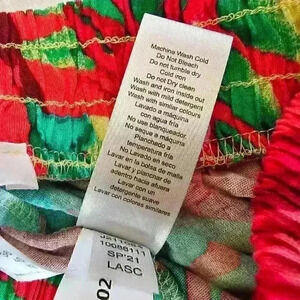 Machine Wash Cold
Do Not Bleach
Do not tumble dry
Cold iron
Do not Dry clean
Wash and iron inside out
Wash with mild detergent
Wash with similar colours
Lavado a máquina
con agua fría
No use blanqueador.
No seque a máquina
Planchado a
temperatura fría
No Lavado en seco
Lavar en la bolsa de malla
Lavar y planciar de
adentro hacia afuera
Lavar con un
detergente suave
Lavar con colores similares
10086111
SP'21
LASC
02